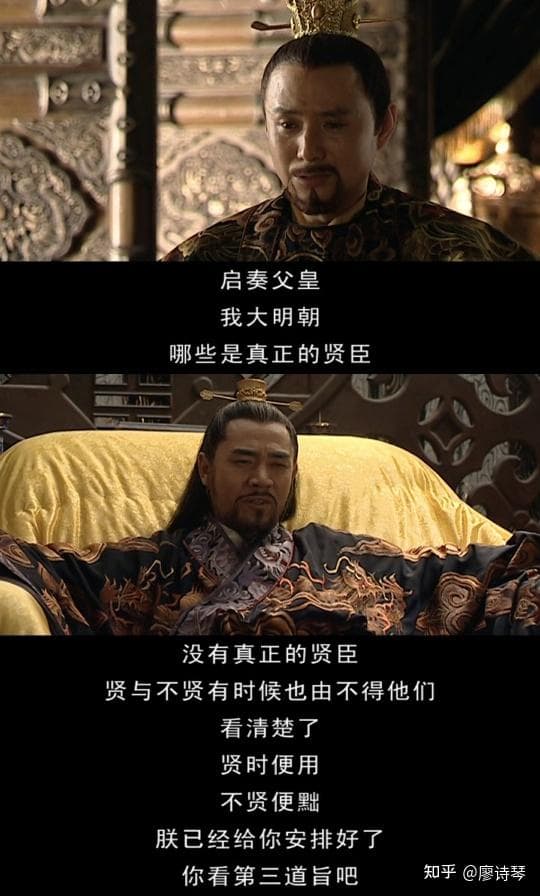 启奏父皇
我大明朝
哪些是真正的贤臣
没有真正的贤臣
贤与不贤有时候也由不得他们
看清楚了
贤时便用
不贤便黜
朕已经给你安排好了
你看第三道旨吧
知乎 @廖诗琴